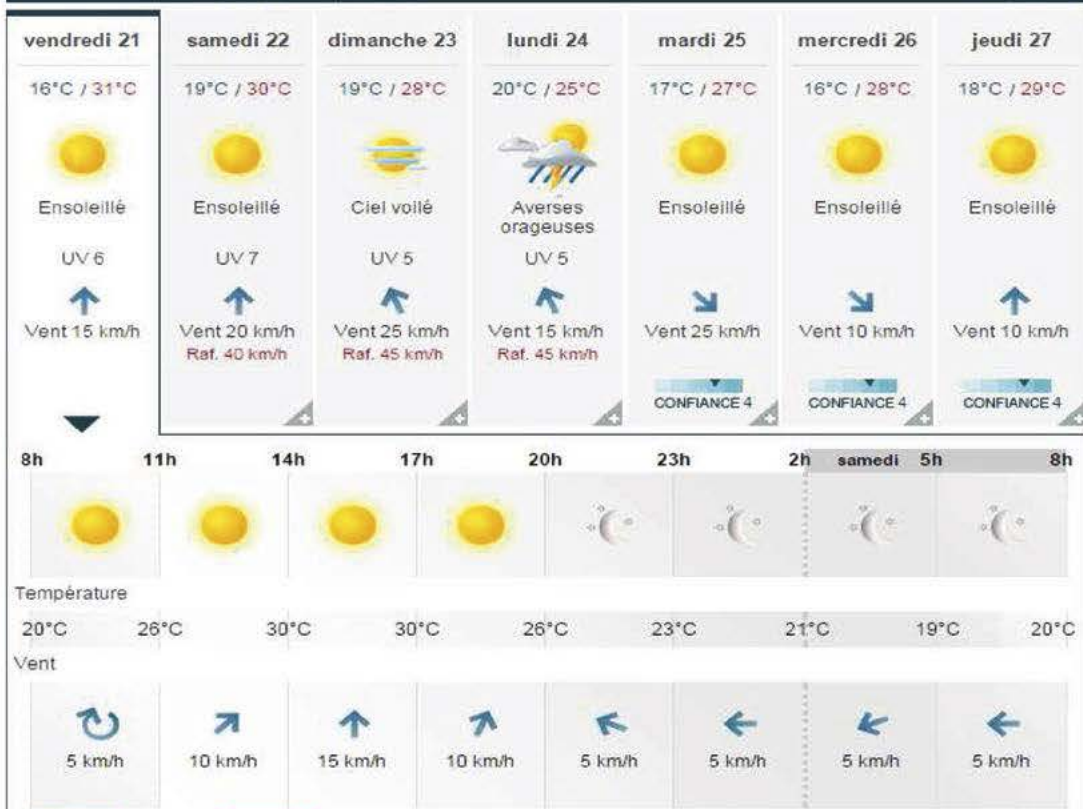 vendredi 21 samedi 22 dimanche 23 lundi 24 mardi 25 mercredi 26 jeudi 27
16°C / 31°C 19°C / 30°C 19°C / 28°C 20°C / 25°C 17°C / 27°C 16°C / 28°C 18°C / 29°C
Ensoleillé Ensoleillé Ciel voilé Averses orageuses Ensoleillé Ensoleillé Ensoleillé
UV 6 UV 7 UV 5 UV 5
Vent 15 km/h Vent 20 km/h Vent 25 km/h Vent 15 km/h Vent 25 km/h Vent 10 km/h Vent 10 km/h
Raf. 40 km/h Raf. 45 km/h Raf. 45 km/h
CONFIANCE 4 CONFIANCE 4 CONFIANCE 4
8h 11h 14h 17h 20h 23h 2h samedi 5h 8h
Température
20°C 26°C 30°C 30°C 26°C 23°C 21°C 19°C 20°C
Vent
5 km/h 10 km/h 15 km/h 10 km/h 5 km/h 5 km/h 5 km/h 5 km/h